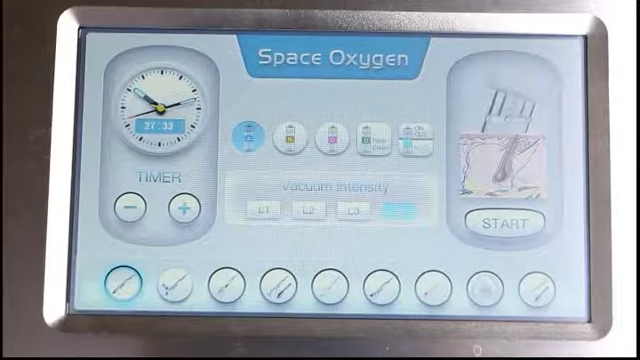 Space Oxygen
27:33
TIMER
A
B
C
D
Vacuum Intensity
L1
L2
L3
START